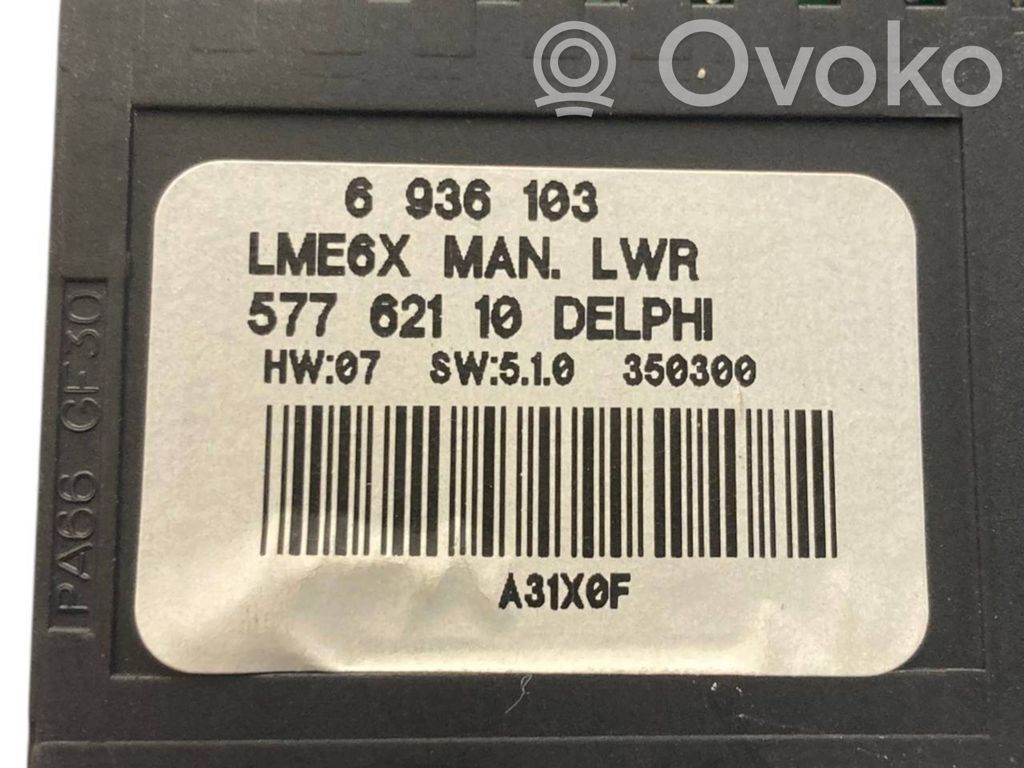 Ovoko
6 936 103
LME6X MAN. LWR
577 621 10 DELPHI
HW:07 SW:5.1.0 350300
A31X0F
PA66 GF30